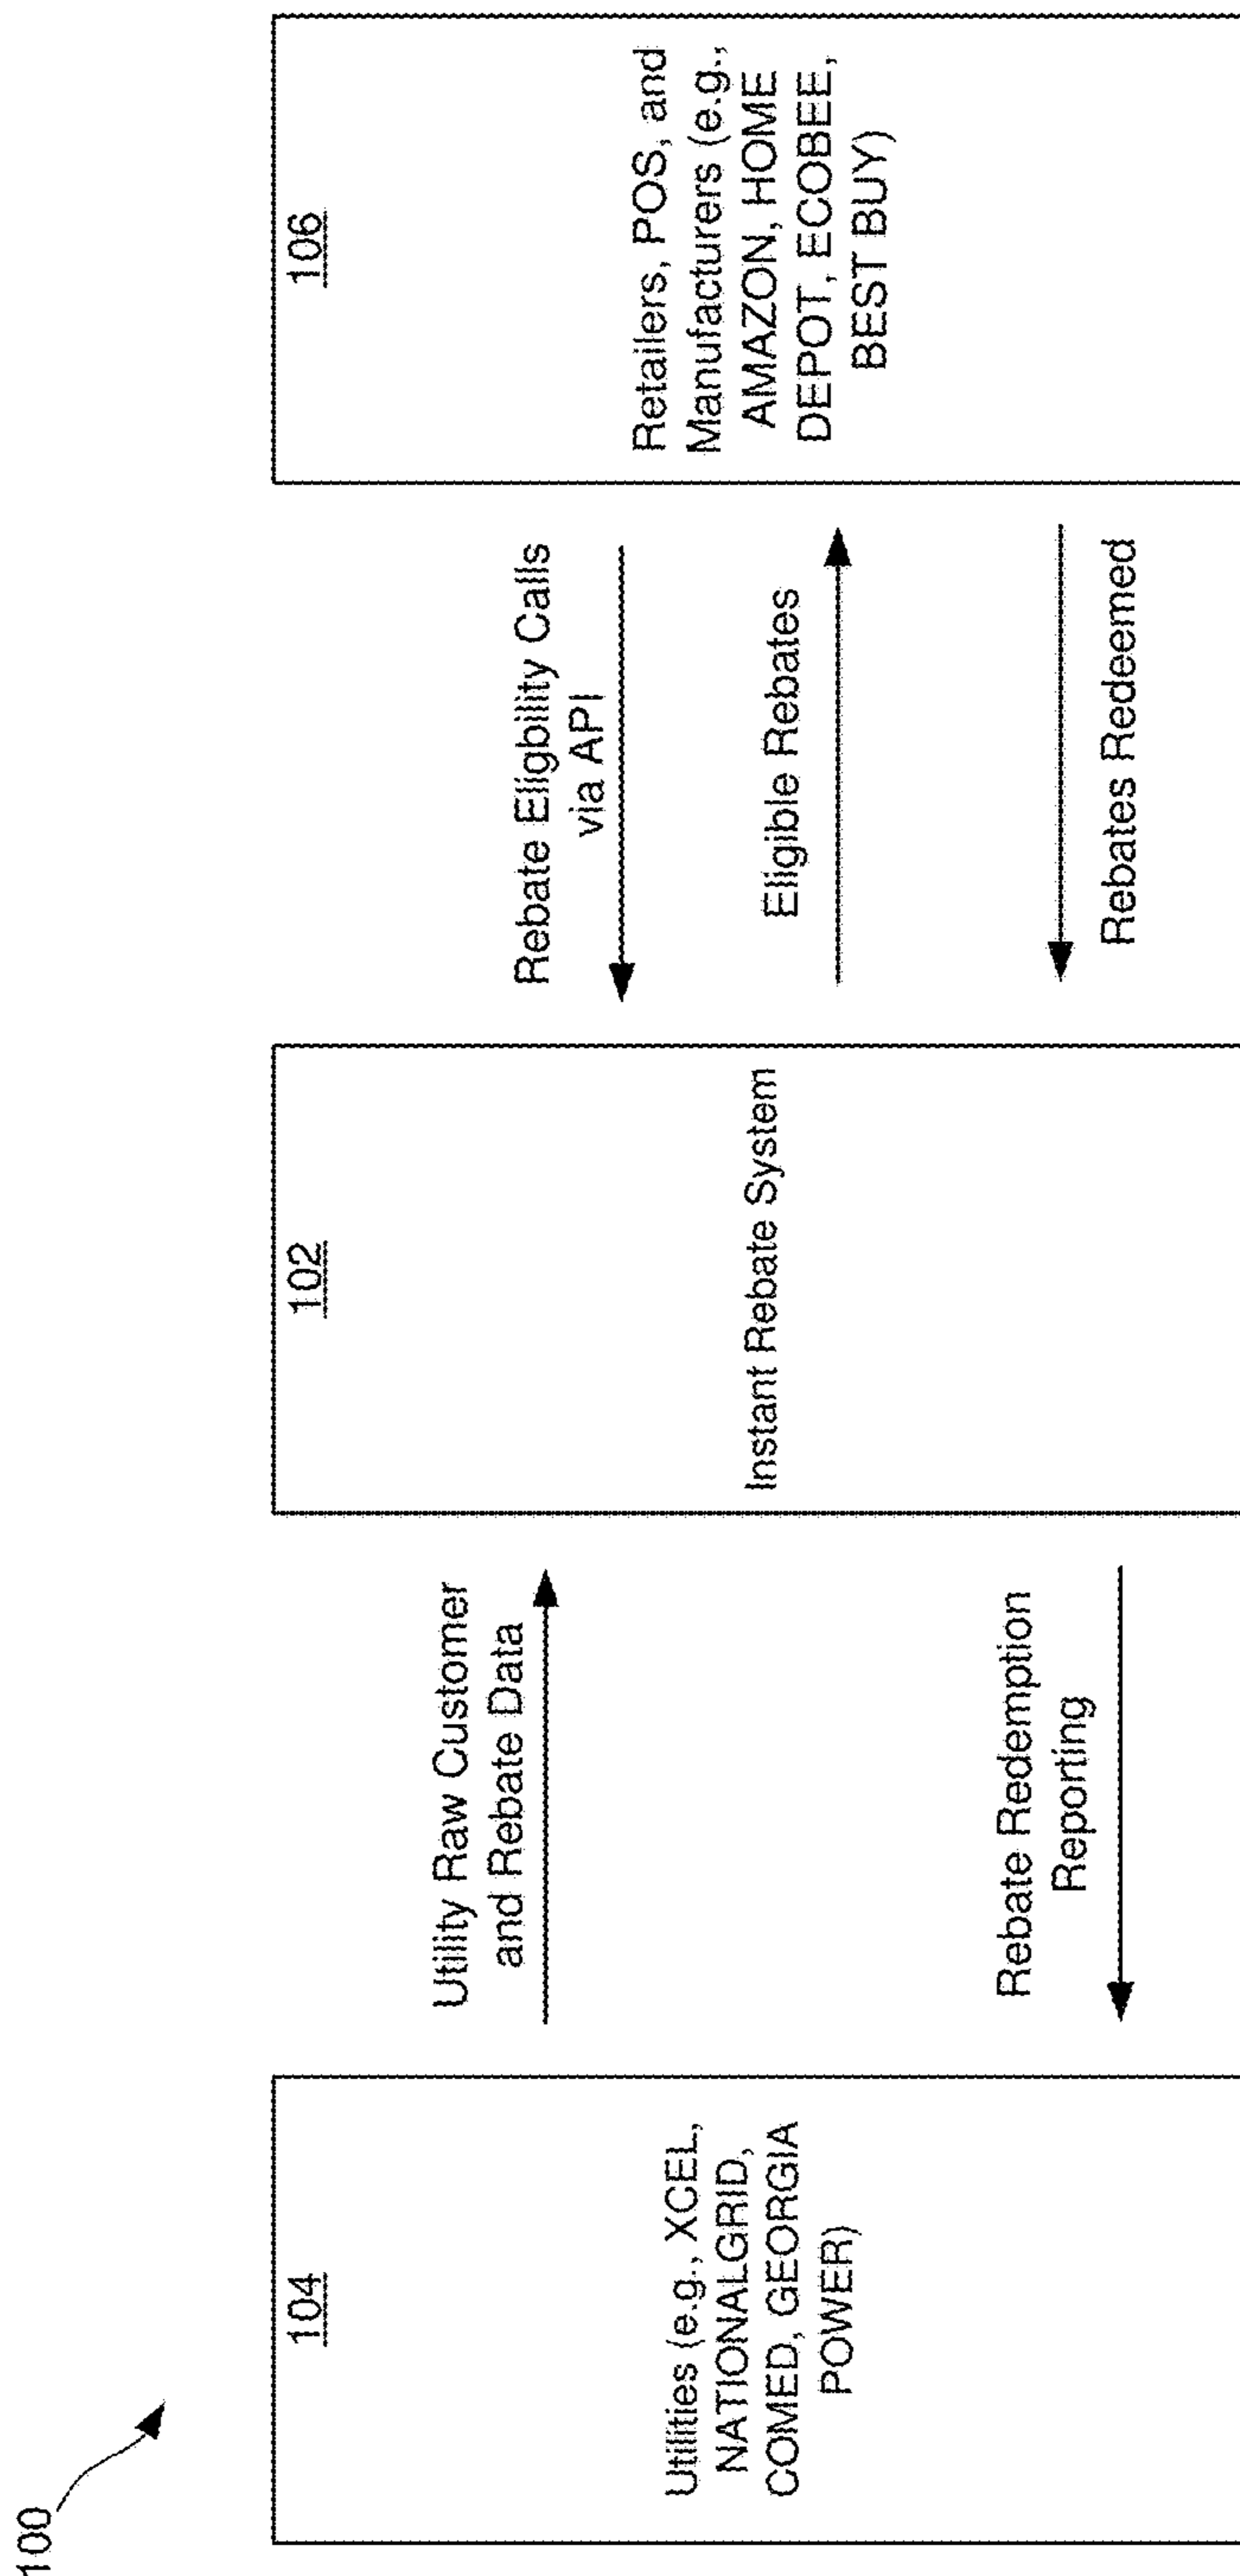 100
104
Utilities (e.g., XCEL,
NATIONALGRID,
COMED, GEORGIA
POWER)
Utility Raw Customer
and Rebate Data
Rebate Redemption
Reporting
102
Instant Rebate System
Rebate Eligbility Calls
via API
Eligible Rebates
Rebates Redeemed
106
Retailers, POS, and
Manufacturers (e.g.,
AMAZON, HOME
DEPOT, ECOBEE,
BEST BUY)